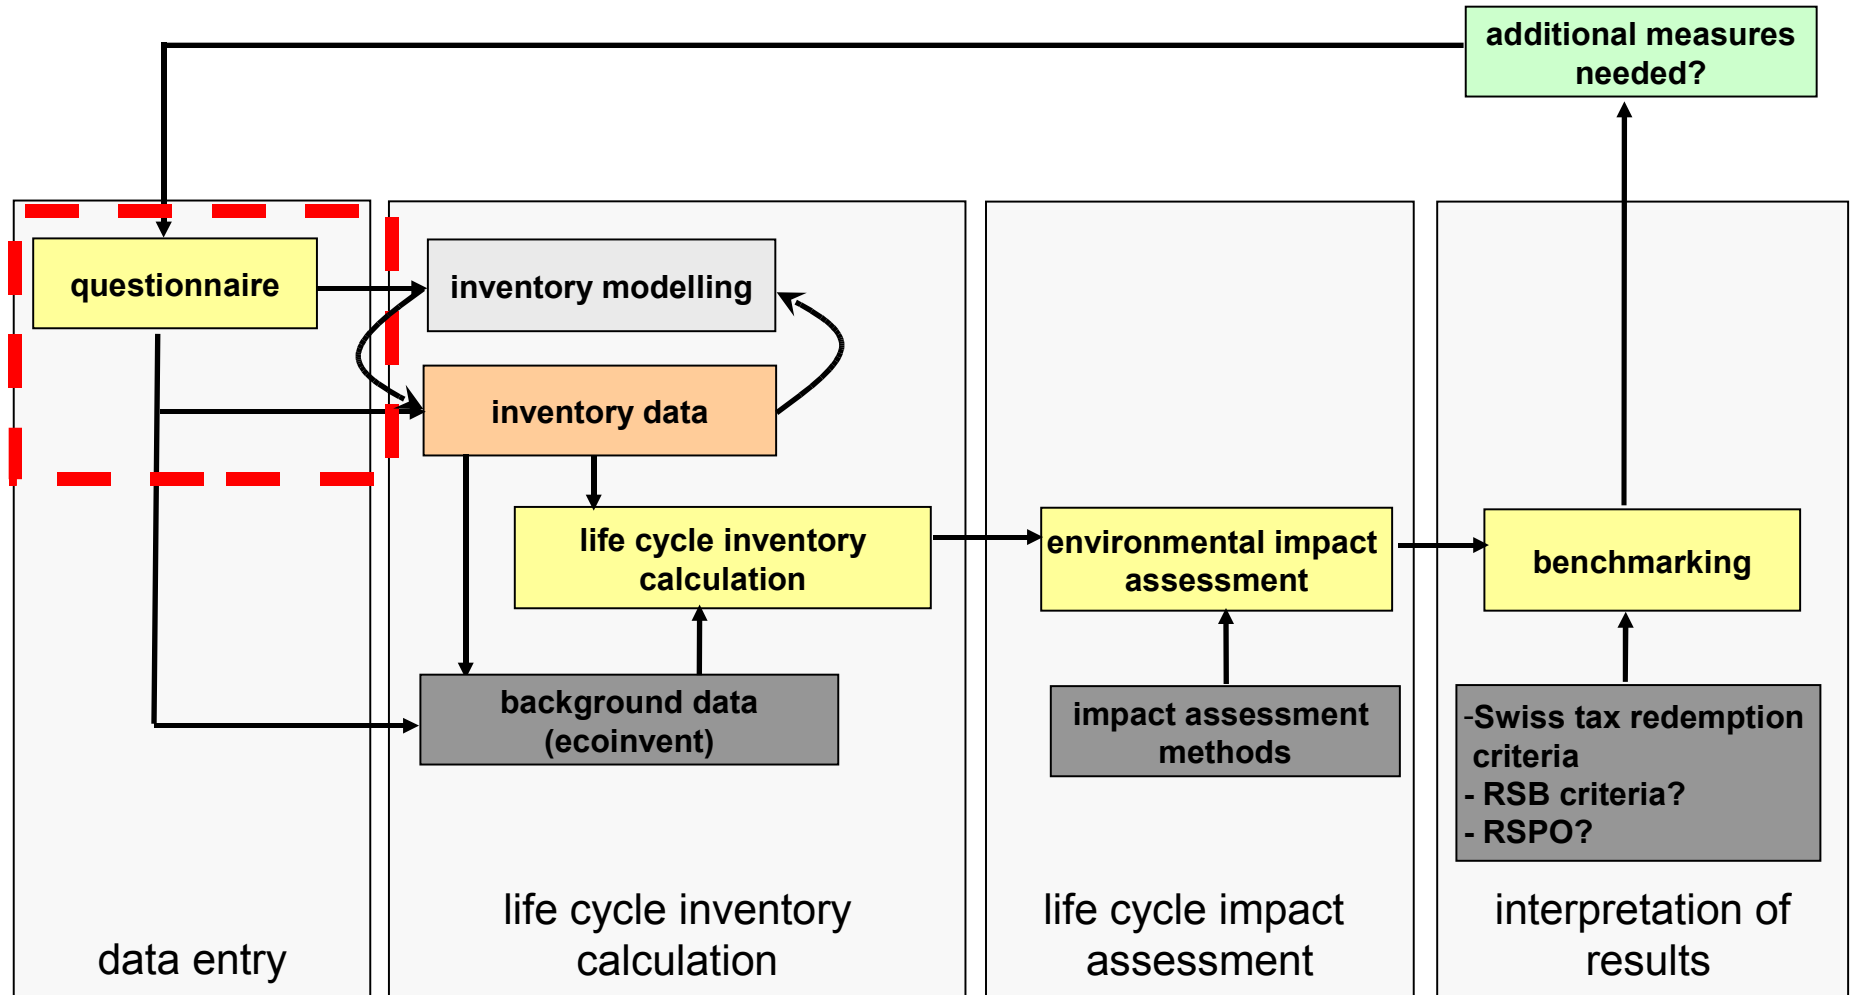 additional measures
needed?
questionnaire
inventory modelling
inventory data
life cycle inventory
calculation
environmental impact
assessment
benchmarking
background data
(ecoinvent)
impact assessment
methods
-Swiss tax redemption
criteria
- RSB criteria?
- RSPO?
data entry
life cycle inventory
calculation
life cycle impact
assessment
interpretation of
results